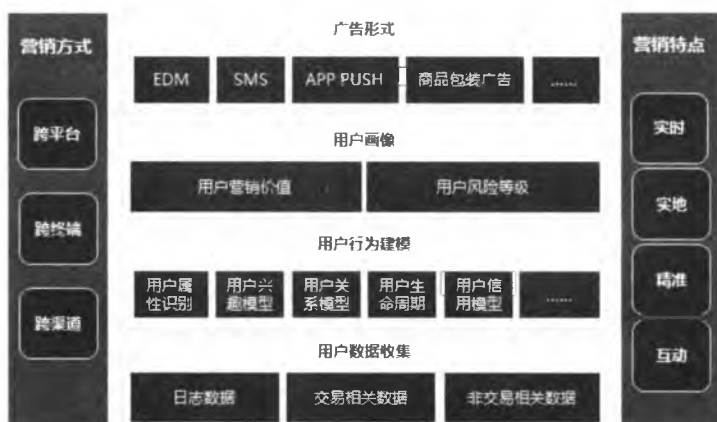 营销方式
跨平台
跨终端
跨渠道
广告形式
EDM
SMS
APP PUSH
商品包装广告
......
用户画像
用户营销价值
用户风险等级
用户行为建模
用户属
性识别
用户兴
趣模型
用户关
系模型
用户生
命周期
用户信
用模型
......
用户数据收集
日志数据
交易相关数据
非交易相关数据
营销特点
实时
实地
精准
互动